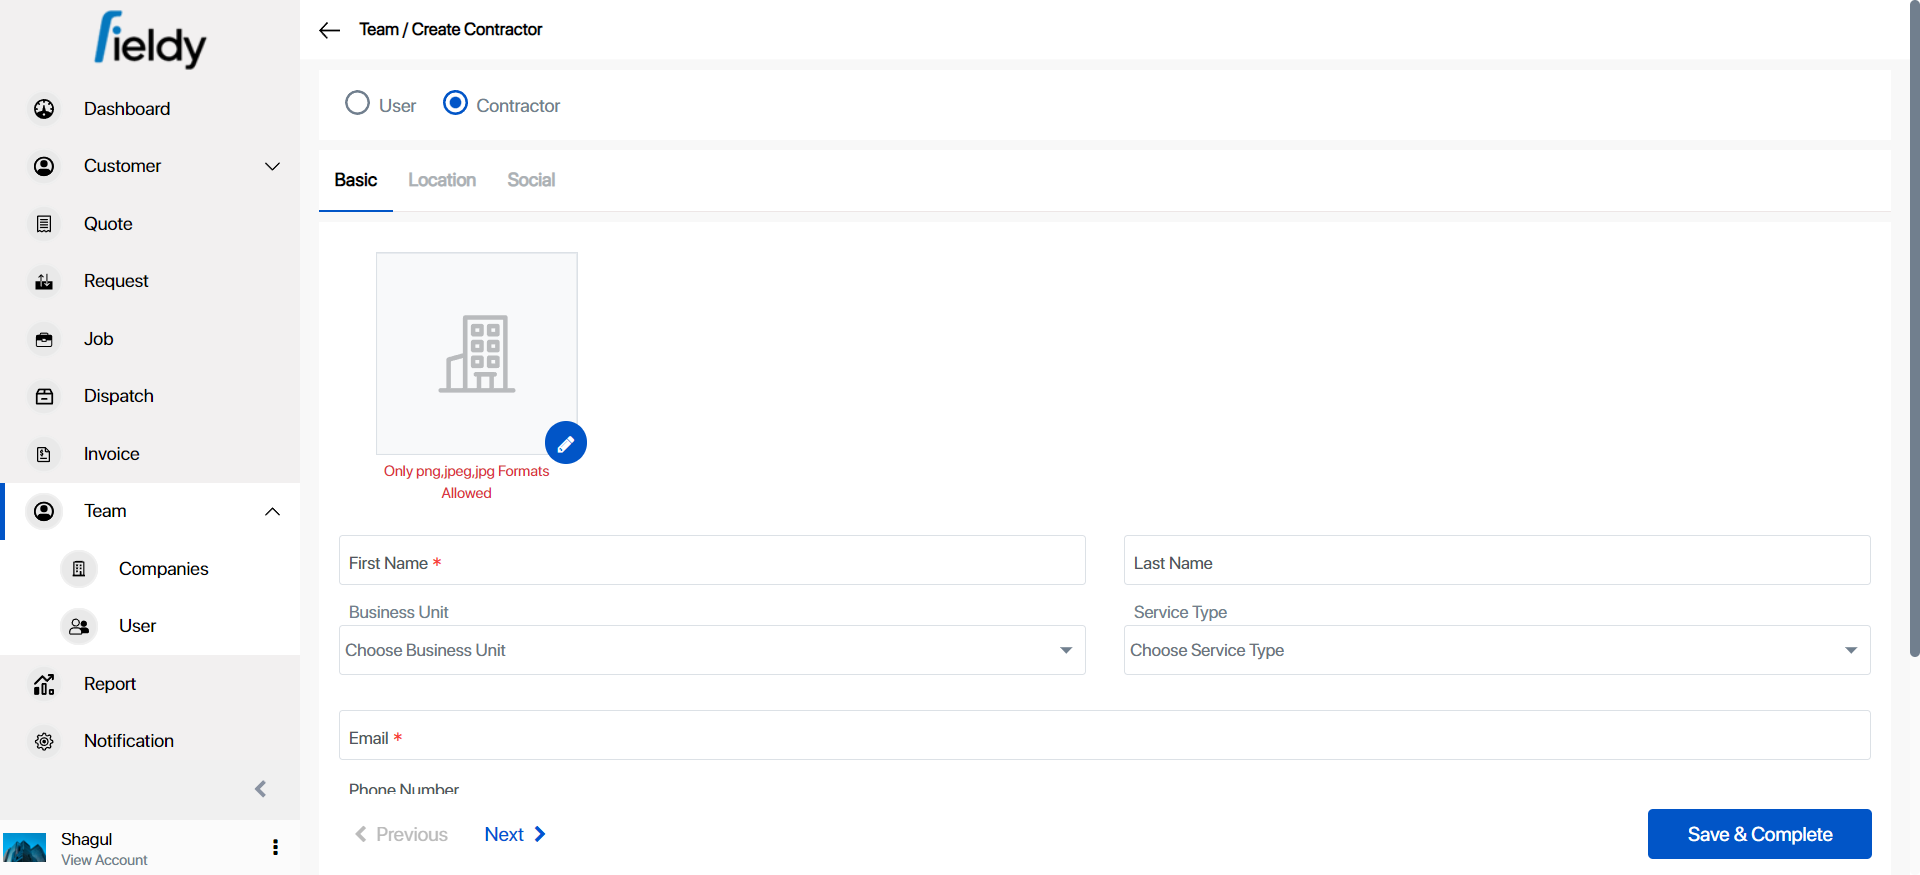 fieldy
Dashboard
Customer
Quote
Request
Job
Dispatch
Invoice
Team
Companies
User
Report
Notification
Shagul
View Account
Team / Create Contractor
User
Contractor
Basic
Location
Social
Only png,jpeg,jpg Formats
Allowed
First Name *
Last Name
Business Unit
Service Type
Choose Business Unit
Choose Service Type
Email *
Phone Number
Previous
Next
Save & Complete